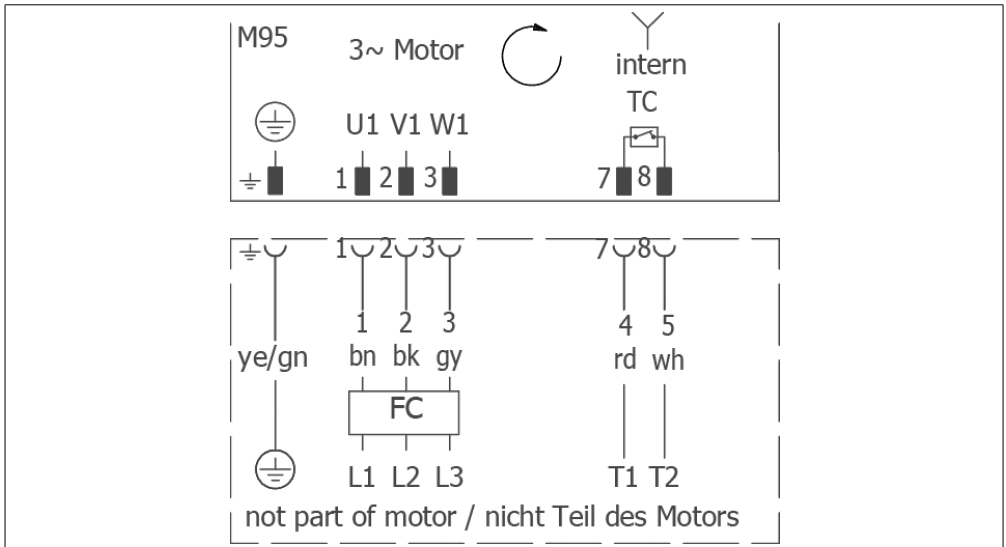 M95
3~ Motor
intern
TC
U1 V1 W1
1 2 3 7 8
1 2 3 7 8
1 2 3 4 5
ye/gn bn bk gy rd wh
FC
L1 L2 L3 T1 T2
not part of motor / nicht Teil des Motors